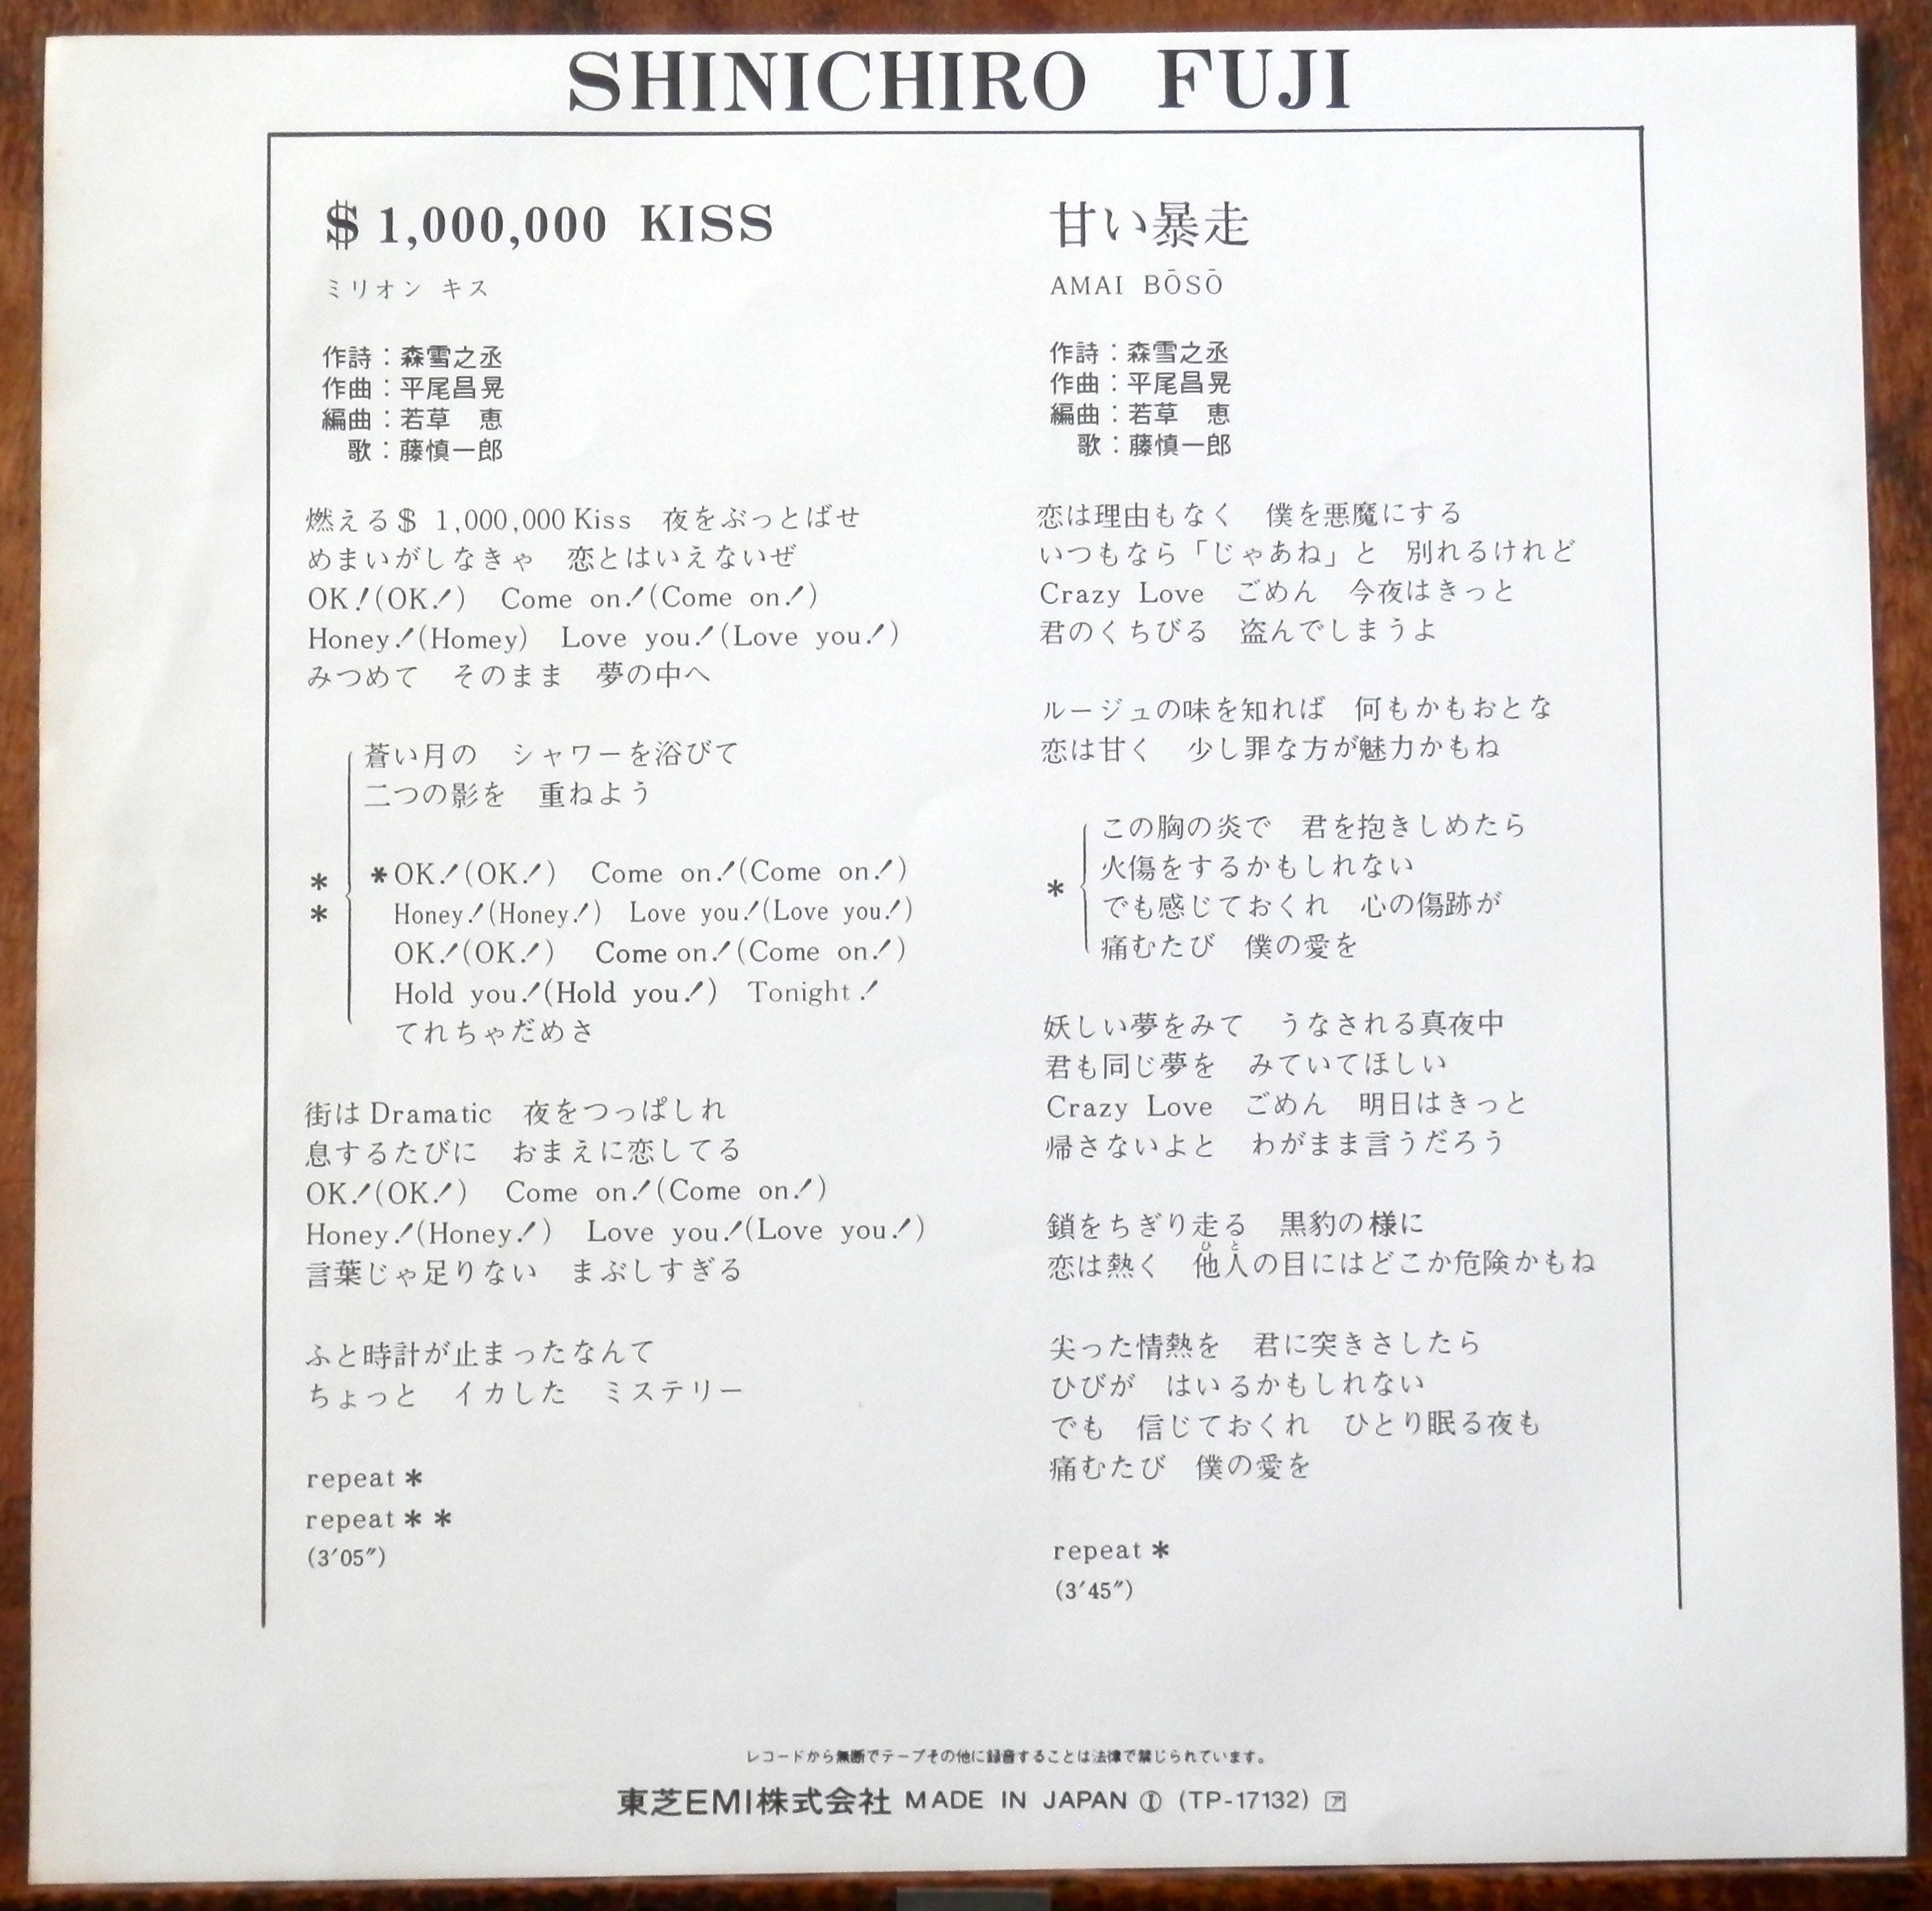 SHINICHIRO FUJI
$1,000,000 KISS
ミリオン キス
作詩:森雪之丞
作曲:平尾昌晃
編曲:若草 恵
歌:藤慎一郎
燃える$ 1,000,000 Kiss 夜をぶっとばせ
めまいがしなきゃ 恋とはいえないぜ
OK!(OK!) Come on!(Come on!)
Honey!(Homey) Love you!(Love you!)
みつめて そのまま 夢の中へ
蒼い月の シャワーを浴びて
二つの影を 重ねよう
**
*OK!(OK!) Come on!(Come on!)
Honey!(Honey!) Love you!(Love you!)
OK!(OK!) Come on!(Come on!)
Hold you!(Hold you!) Tonight!
てれちゃだめさ
街は Dramatic 夜をつっぱしれ
息するたびに おまえに恋してる
OK!(OK!) Come on!(Come on!)
Honey!(Honey!) Love you!(Love you!)
言葉じゃ足りない まぶしすぎる
ふと時計が止まったなんて
ちょっと イカした ミステリー
repeat *
repeat * *
(3′05″)
甘い暴走
AMAI BŌSŌ
作詩:森雪之丞
作曲:平尾昌晃
編曲:若草 恵
歌:藤慎一郎
恋は理由もなく 僕を悪魔にする
いつもなら「じゃあね」と 別れるけれど
Crazy Love ごめん 今夜はきっと
君のくちびる 盗んでしまうよ
ルージュの味を知れば 何もかもおとな
恋は甘く 少し罪な方が魅力かもね
この胸の炎で 君を抱きしめたら
火傷をするかもしれない
*
でも感じておくれ 心の傷跡が
痛むたび 僕の愛を
妖しい夢をみて うなされる真夜中
君も同じ夢を みていてほしい
Crazy Love ごめん 明日はきっと
帰さないよと わがまま言うだろう
鎖をちぎり走る 黒豹の様に
ひと
恋は熱く 他人の目にはどこか危険かもね
尖った情熱を 君に突きさしたら
ひびが はいるかもしれない
でも 信じておくれ ひとり眠る夜も
痛むたび 僕の愛を
repeat *
(3′45″)
レコードから無断でテープその他に録音することは法律で禁じられています。
東芝EMI株式会社 MADE IN JAPAN Ⓘ (TP-17132) ア